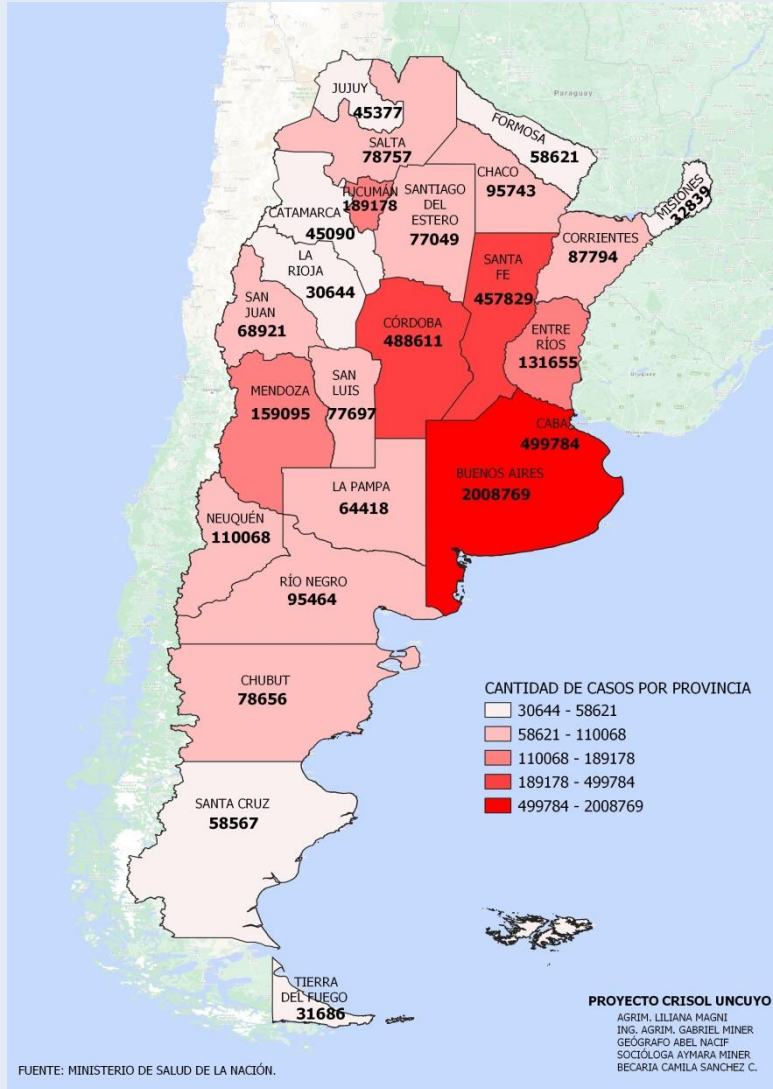 JUJUY
45377
Paraguay
FORMOSA
58621
SALTA
78757
CHACO
95743
MISIONES
32839
TUCUMÁN
189178
SANTIAGO
DEL
ESTERO
77049
CATAMARCA
45090
CORRIENTES
87794
LA
RIOJA
30644
SANTA
FE
457829
SAN
JUAN
68921
CÓRDOBA
488611
ENTRE
RÍOS
131655
Uruguay
MENDOZA
159095
SAN
LUIS
77697
CABA
499784
BUENOS AIRES
2008769
LA PAMPA
64418
NEUQUÉN
110068
RÍO NEGRO
95464
CHUBUT
78656
CANTIDAD DE CASOS POR PROVINCIA
30644 - 58621
58621 - 110068
110068 - 189178
189178 - 499784
499784 - 2008769
SANTA CRUZ
58567
TIERRA
DEL FUEGO
31686
PROYECTO CRISOL UNCUYO
AGRIM. LILIANA MAGNI
ING. AGRIM. GABRIEL MINER
GEÓGRAFO ABEL NACIF
SOCIÓLOGA AYMARA MINER
BECARIA CAMILA SANCHEZ C.
FUENTE: MINISTERIO DE SALUD DE LA NACIÓN.